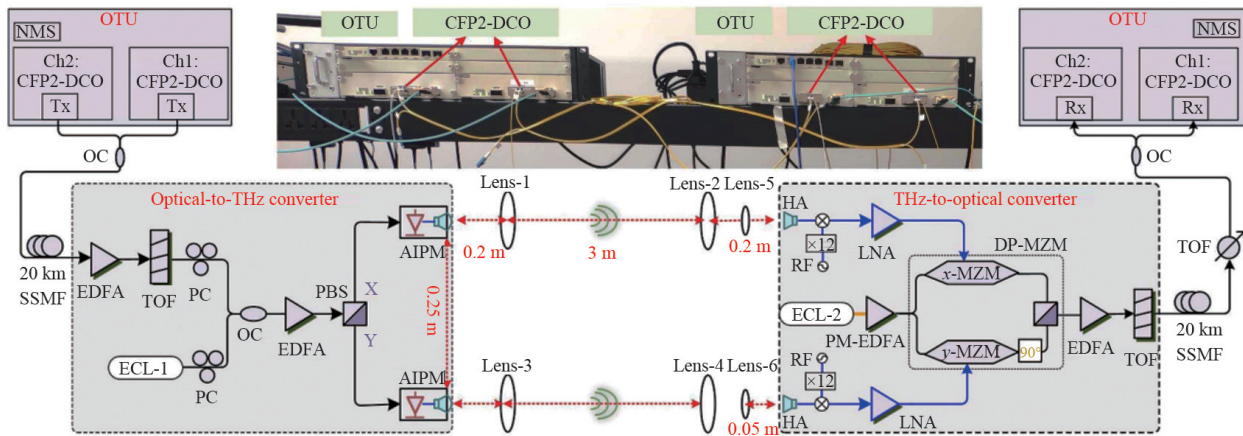 OTU
NMS
Ch2:
CFP2-DCO
Tx
Ch1:
CFP2-DCO
Tx
OC
OTU
CFP2-DCO
OTU
CFP2-DCO
OTU
NMS
Ch2:
CFP2-DCO
Rx
Ch1:
CFP2-DCO
Rx
OC
Optical-to-THz converter
20 km
SSMF
EDFA
TOF
PC
ECL-1
PC
OC
EDFA
PBS
X
Y
AIPM
AIPM
0.25 m
Lens-1
0.2 m
3 m
Lens-2
Lens-5
0.2 m
Lens-3
Lens-4
Lens-6
0.05 m
THz-to-optical converter
HA
×12
RF
LNA
DP-MZM
x-MZM
ECL-2
PM-EDFA
y-MZM
90°
RF
×12
HA
LNA
EDFA
TOF
20 km
SSMF
TOF